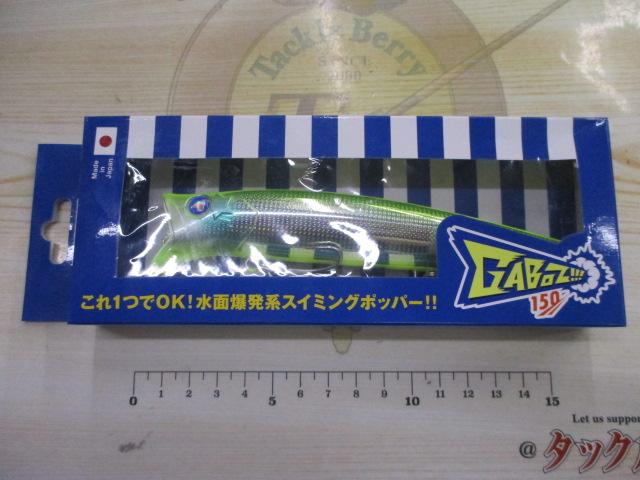 Tackle Berry
SINCE
Made
in
Japan
GABOZ!!!
150
これ1つでOK!水面爆発系スイミングポッパー!!
0 1 2 3 4 5 6 7 8 9 10 11 12 13 14 15
Let us suppo
@タック